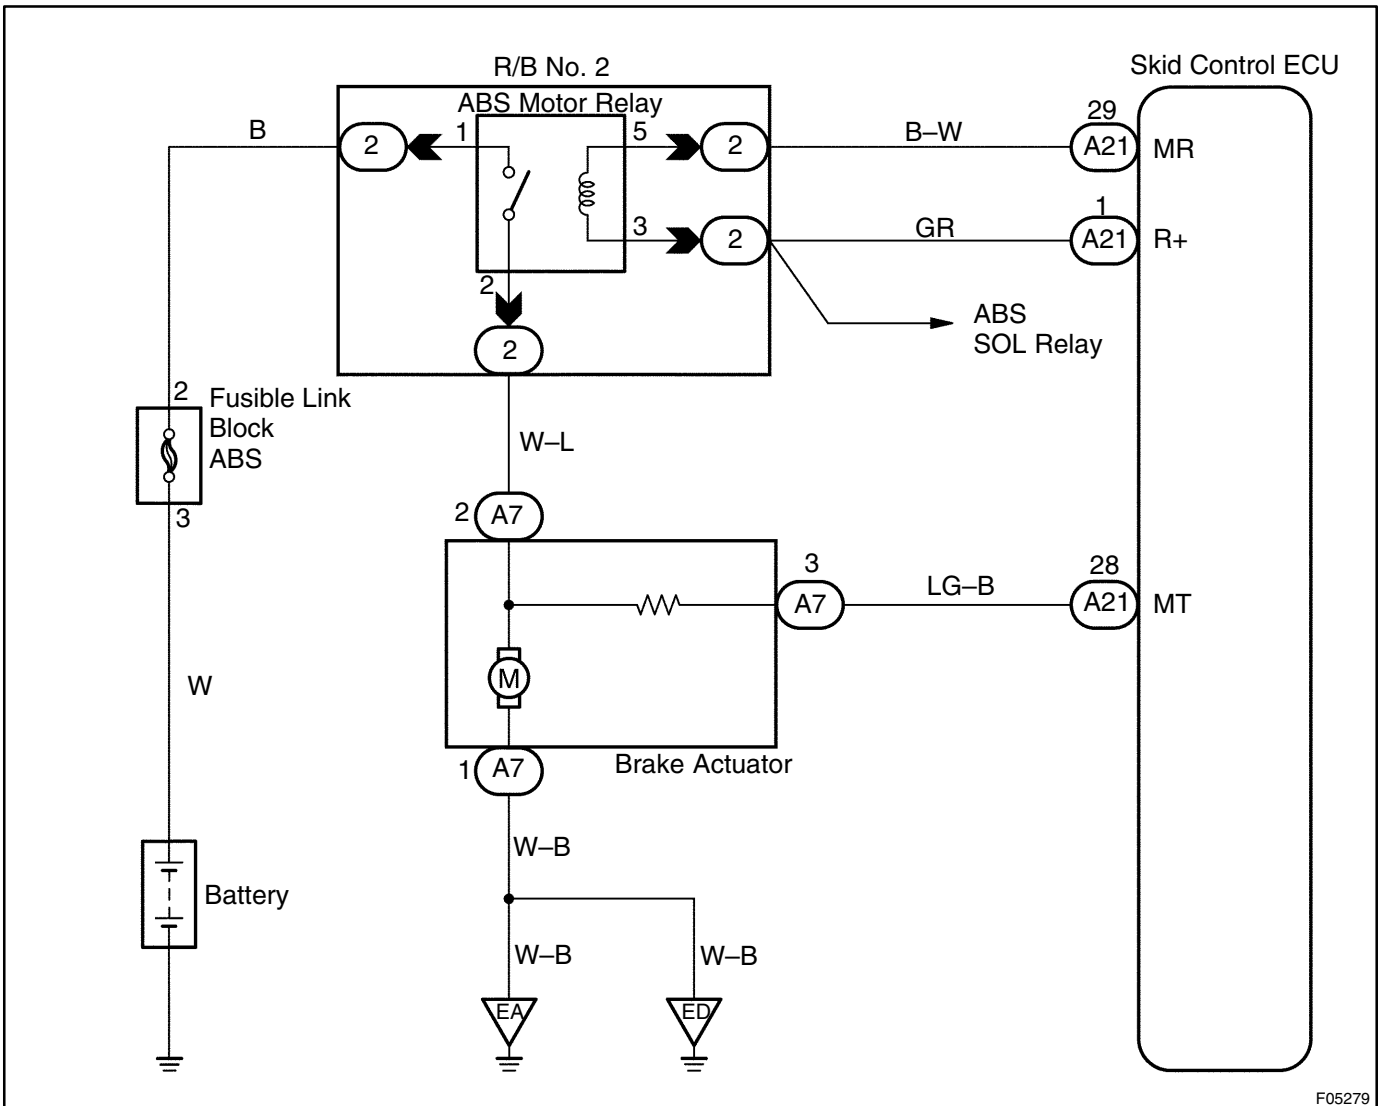 R/B No. 2
Skid Control ECU
ABS Motor Relay
B
2
1
5
2
B–W
29
A21
MR
3
2
GR
1
A21
R+
2
2
ABS
SOL Relay
2
Fusible Link
Block
ABS
3
W–L
2
A7
3
A7
LG–B
28
A21
MT
M
W
1
A7
Brake Actuator
W–B
Battery
W–B
W–B
EA
ED
F05279